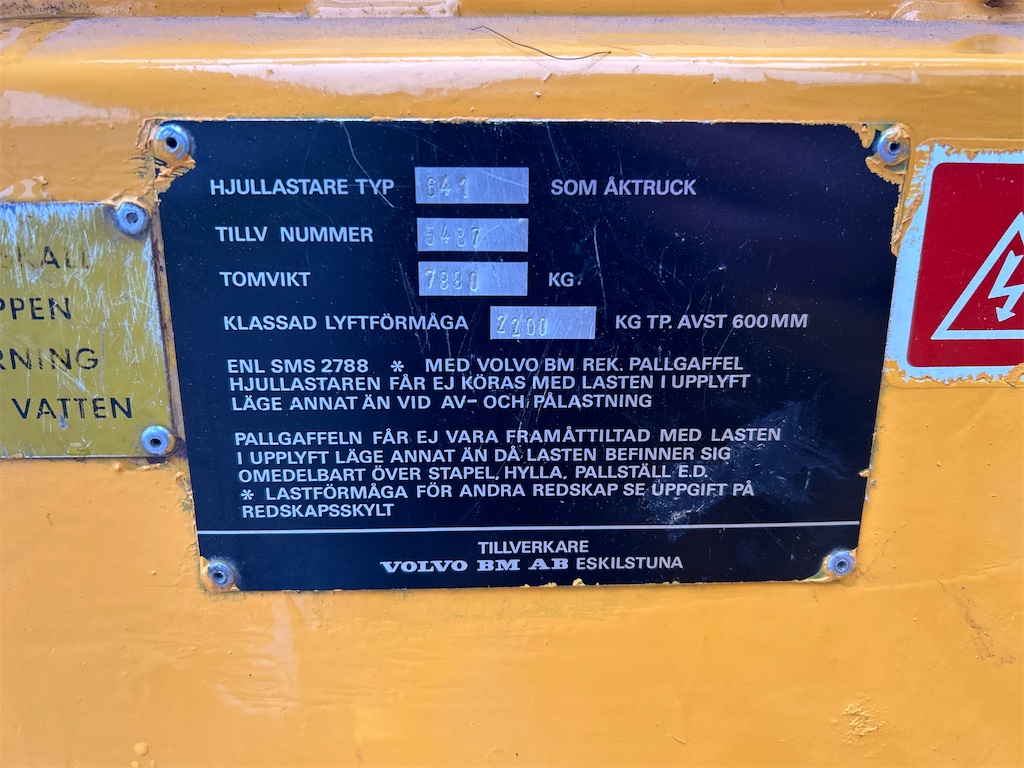 HJULLASTARE TYP 641 SOM ÅKTRUCK
TILLV NUMMER 5487
TOMVIKT 7880 KG
KLASSAD LYFTFÖRMÅGA 2200 KG TP. AVST 600 MM
ENL SMS 2788 * MED VOLVO BM REK. PALLGAFFEL
HJULLASTAREN FÅR EJ KÖRAS MED LASTEN I UPPLYFT
LÄGE ANNAT ÄN VID AV- OCH PÅLASTNING
PALLGAFFELN FÅR EJ VARA FRAMÅTTILTAD MED LASTEN
I UPPLYFT LÄGE ANNAT ÄN DÅ LASTEN BEFINNER SIG
OMEDELBART ÖVER STAPEL, HYLLA, PALLSTÄLL E.D.
* LASTFÖRMÅGA FÖR ANDRA REDSKAP SE UPPGIFT PÅ
REDSKAPSSKYLT
TILLVERKARE
VOLVO BM AB ESKILSTUNA
SKALL
PPEN
RNING
VATTEN